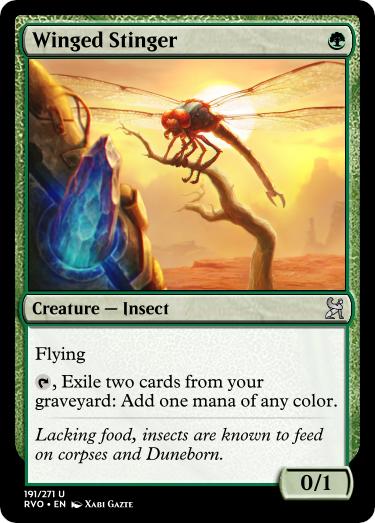 Winged Stinger
Creature — Insect
Flying
, Exile two cards from your
graveyard: Add one mana of any color.
Lacking food, insects are known to feed
on corpses and Duneborn.
0/1
191/271 U
RVO • EN Xabi Gazte